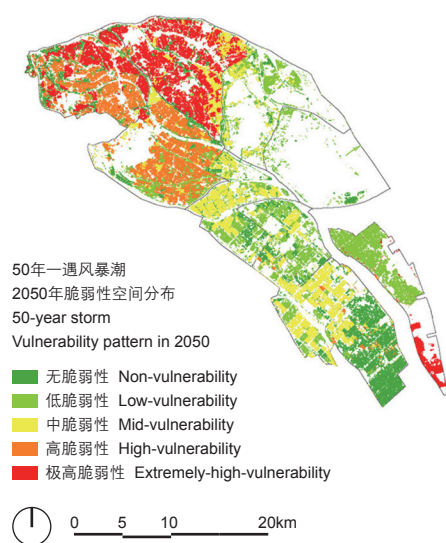 50年一遇风暴潮
2050年脆弱性空间分布
50-year storm
Vulnerability pattern in 2050
无脆弱性 Non-vulnerability
低脆弱性 Low-vulnerability
中脆弱性 Mid-vulnerability
高脆弱性 High-vulnerability
极高脆弱性 Extremely-high-vulnerability
0 5 10 20km